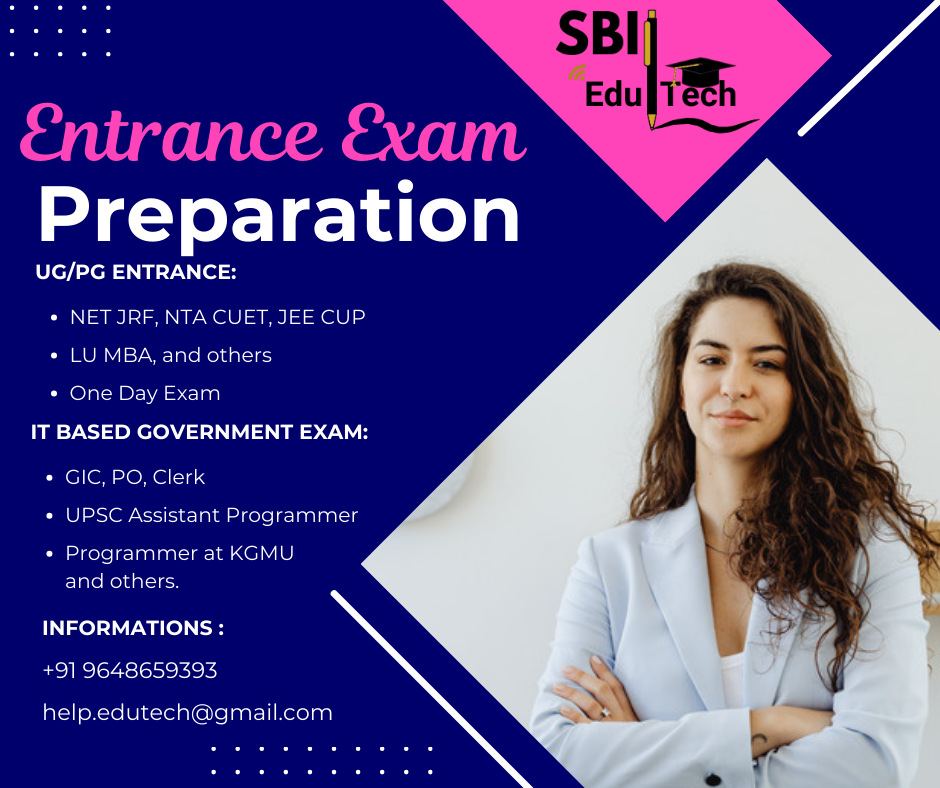 SBI
Edu Tech
Entrance Exam
Preparation
UG/PG ENTRANCE:
NET JRF, NTA CUET, JEE CUP
LU MBA, and others
One Day Exam
IT BASED GOVERNMENT EXAM:
GIC, PO, Clerk
UPSC Assistant Programmer
Programmer at KGMU
and others.
INFORMATIONS :
+91 9648659393
help.edutech@gmail.com